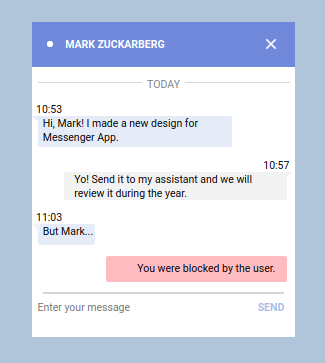 MARK ZUCKARBERG
TODAY
10:53
Hi, Mark! I made a new design for
Messenger App.
10:57
Yo! Send it to my assistant and we will
review it during the year.
11:03
But Mark...
You were blocked by the user.
Enter your message
SEND